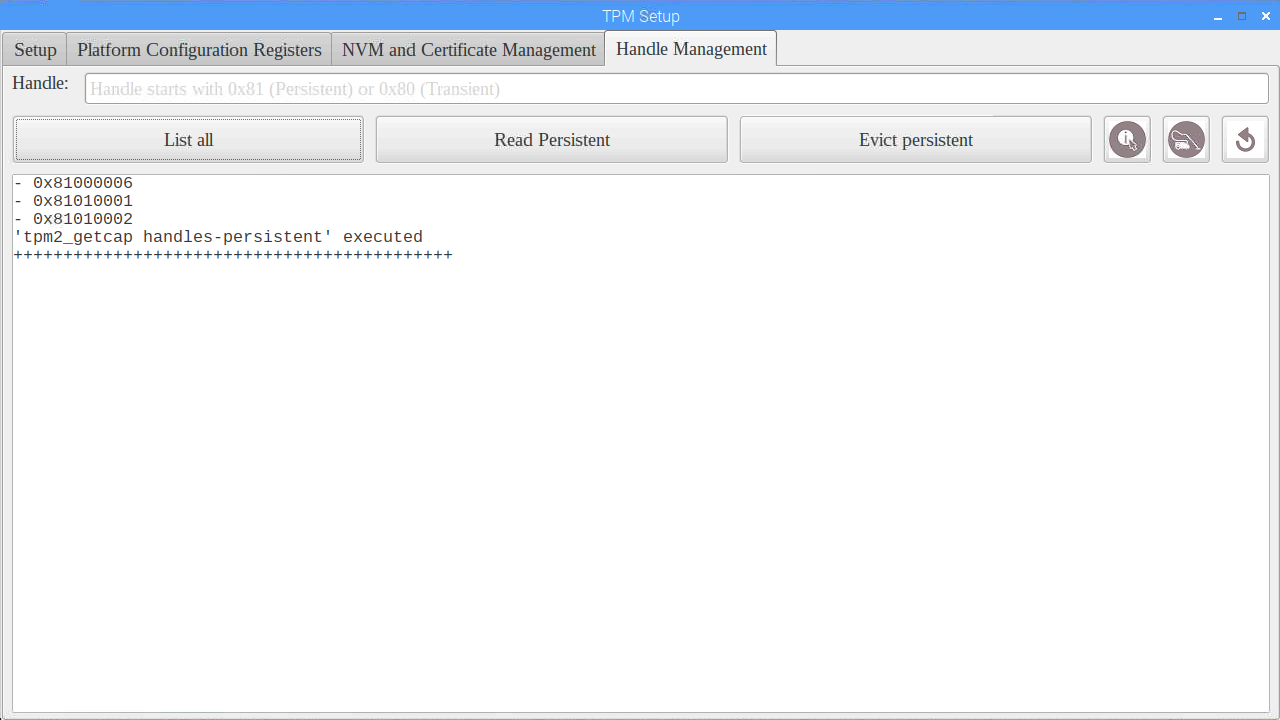 TPM Setup
Setup Platform Configuration Registers NVM and Certificate Management Handle Management
Handle: Handle starts with 0x81 (Persistent) or 0x80 (Transient)
List all Read Persistent Evict persistent
- 0x81000006
- 0x81010001
- 0x81010002
'tpm2_getcap handles-persistent' executed
++++++++++++++++++++++++++++++++++++++++++++